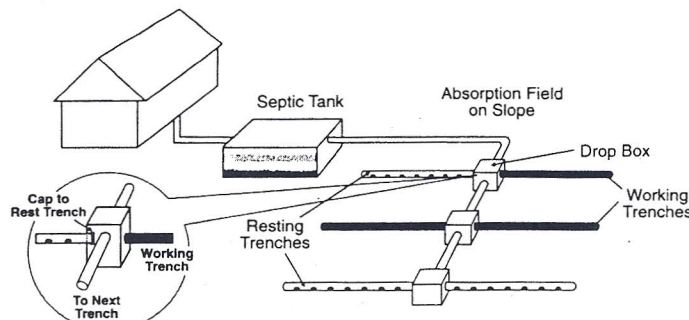 Septic Tank
Absorption Field
on Slope
Drop Box
Working
Trenches
Resting
Trenches
Cap to
Rest Trench
Working
Trench
To Next
Trench